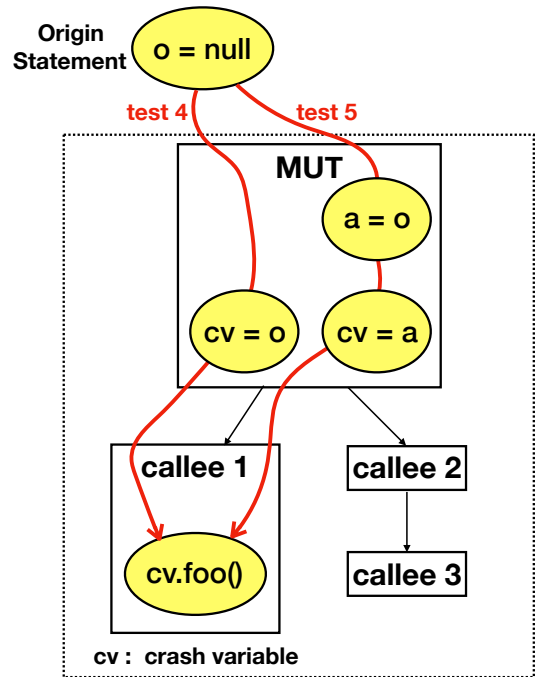 Origin
Statement
o = null
test 4
test 5
MUT
a = o
cv = o
cv = a
callee 1
callee 2
cv.foo()
callee 3
cv : crash variable